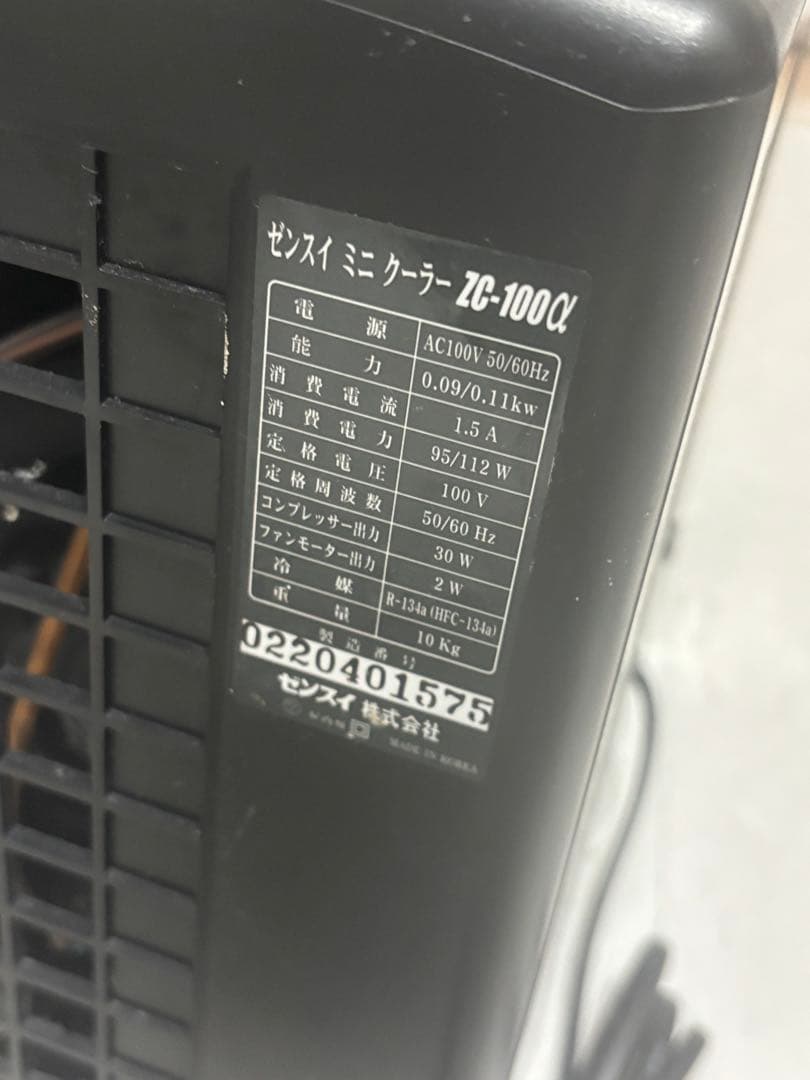 ゼンスイ ミニ クーラー ZC-100α
電源 AC100V 50/60Hz
能力 0.09/0.11kw
消費電流 1.5 A
消費電力 95/112 W
定格電圧 100 V
定格周波数 50/60 Hz
コンプレッサー出力 30 W
ファンモーター出力 2 W
冷媒 R-134a (HFC-134a)
重量 10 Kg
製造番号
0220401575
ゼンスイ 株式会社
MADE IN KOREA